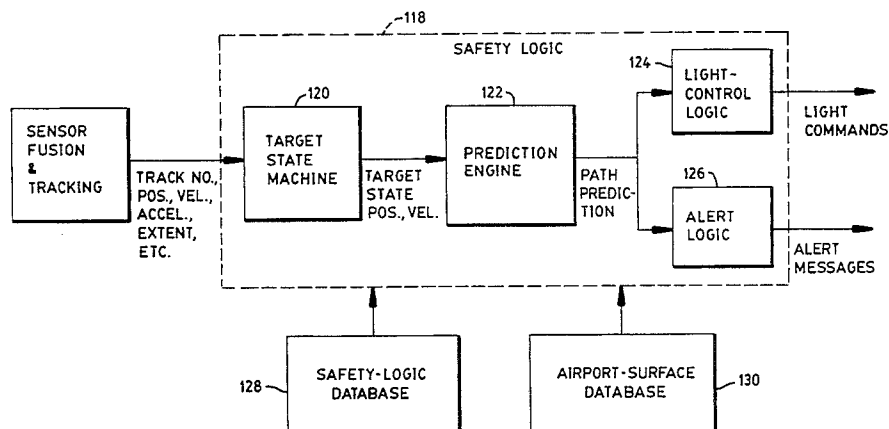 118
SAFETY LOGIC
SENSOR
FUSION
&
TRACKING
TRACK NO.,
POS., VEL.,
ACCEL.,
EXTENT,
ETC.
120
TARGET
STATE
MACHINE
TARGET
STATE
POS., VEL.
122
PREDICTION
ENGINE
PATH
PREDIC-
TION
124
LIGHT-
CONTROL
LOGIC
LIGHT
COMMANDS
126
ALERT
LOGIC
ALERT
MESSAGES
128
SAFETY-LOGIC
DATABASE
AIRPORT-SURFACE
DATABASE
130